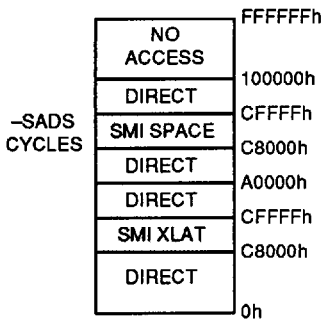 FFFFFFh
NO
ACCESS
100000h
DIRECT
CFFFFh
–SADS
CYCLES
SMI SPACE
C8000h
DIRECT
A0000h
DIRECT
CFFFFh
SMI XLAT
C8000h
DIRECT
0h